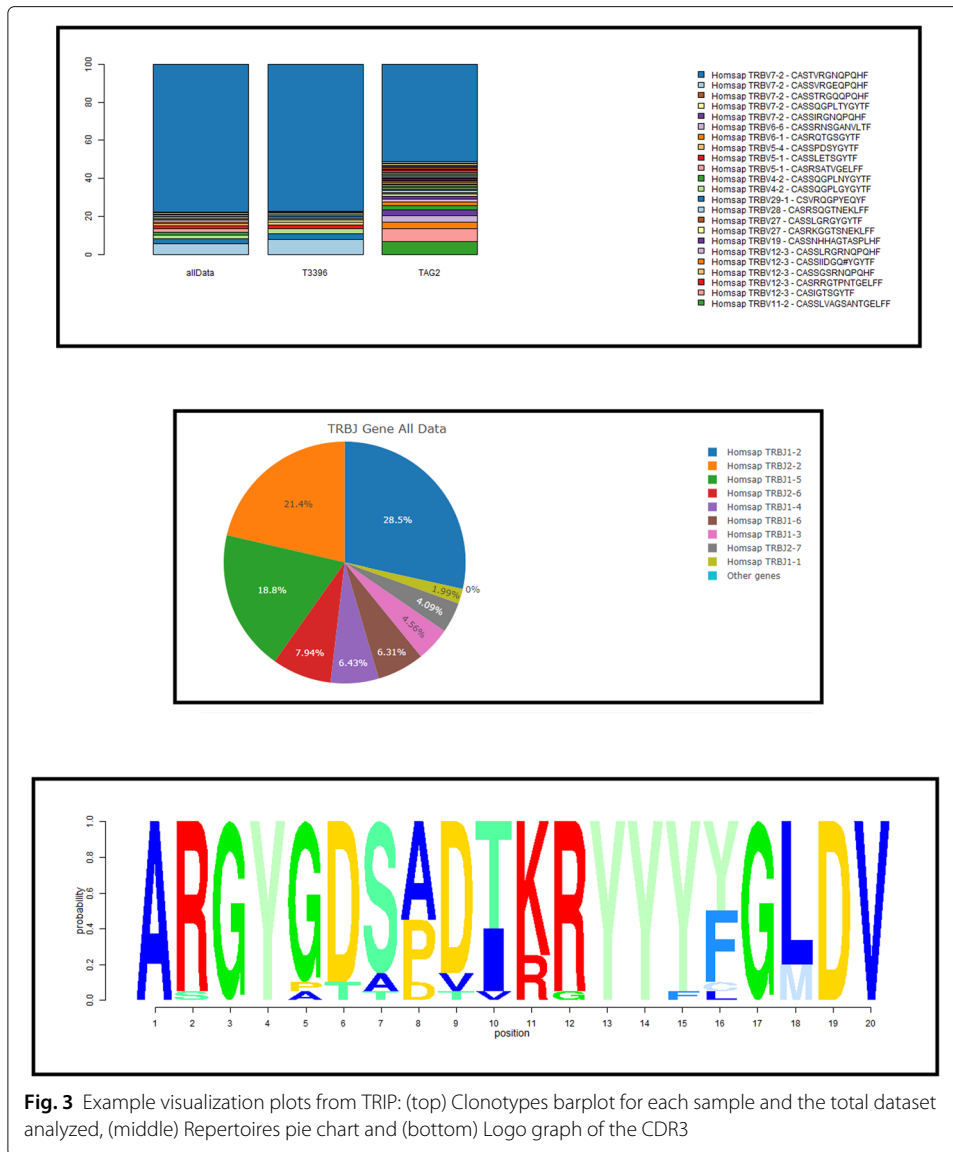 100
80
60
40
20
0
allData
T3396
TAG2
Homsap TRBV7-2 - CASTVRGNQPQHF
Homsap TRBV7-2 - CASSVRGEQPQHF
Homsap TRBV7-2 - CASSTRGQQPQHF
Homsap TRBV7-2 - CASSQGPLTYGYTF
Homsap TRBV7-2 - CASSIRGNQPQHF
Homsap TRBV6-6 - CASSRNSGANVLTF
Homsap TRBV6-1 - CASRQTGSGYTF
Homsap TRBV5-4 - CASSPDSYGYTF
Homsap TRBV5-1 - CASSLETSGYTF
Homsap TRBV5-1 - CASRSATVGELFF
Homsap TRBV4-2 - CASSQGPLNYGYTF
Homsap TRBV4-2 - CASSQGPLGYGYTF
Homsap TRBV29-1 - CSVRQGPYEQYF
Homsap TRBV28 - CASRSQGTNEKLFF
Homsap TRBV27 - CASSLGRGYGYTF
Homsap TRBV27 - CASRKGGTSNEKLFF
Homsap TRBV19 - CASSNHHAGTASPLHF
Homsap TRBV12-3 - CASSLRGRNQPQHF
Homsap TRBV12-3 - CASSIIDGQ#YGYTF
Homsap TRBV12-3 - CASSGSRNQPQHF
Homsap TRBV12-3 - CASRRGTPNTGELFF
Homsap TRBV12-3 - CASIGTSGYTF
Homsap TRBV11-2 - CASSLVAGSANTGELFF
TRBJ Gene All Data
28.5%
21.4%
18.8%
7.94%
6.43%
6.31%
4.56%
4.09%
1.99%
0%
Homsap TRBJ1-2
Homsap TRBJ2-2
Homsap TRBJ1-5
Homsap TRBJ2-6
Homsap TRBJ1-4
Homsap TRBJ1-6
Homsap TRBJ1-3
Homsap TRBJ2-7
Homsap TRBJ1-1
Other genes
probability
1.0
0.8
0.6
0.4
0.2
0.0
A R G Y G D S A D T K R Y Y Y Y G L D V
S P A T A T P D V T I V R G F F C L M
1 2 3 4 5 6 7 8 9 10 11 12 13 14 15 16 17 18 19 20
position
Fig. 3 Example visualization plots from TRIP: (top) Clonotypes barplot for each sample and the total dataset
analyzed, (middle) Repertoires pie chart and (bottom) Logo graph of the CDR3